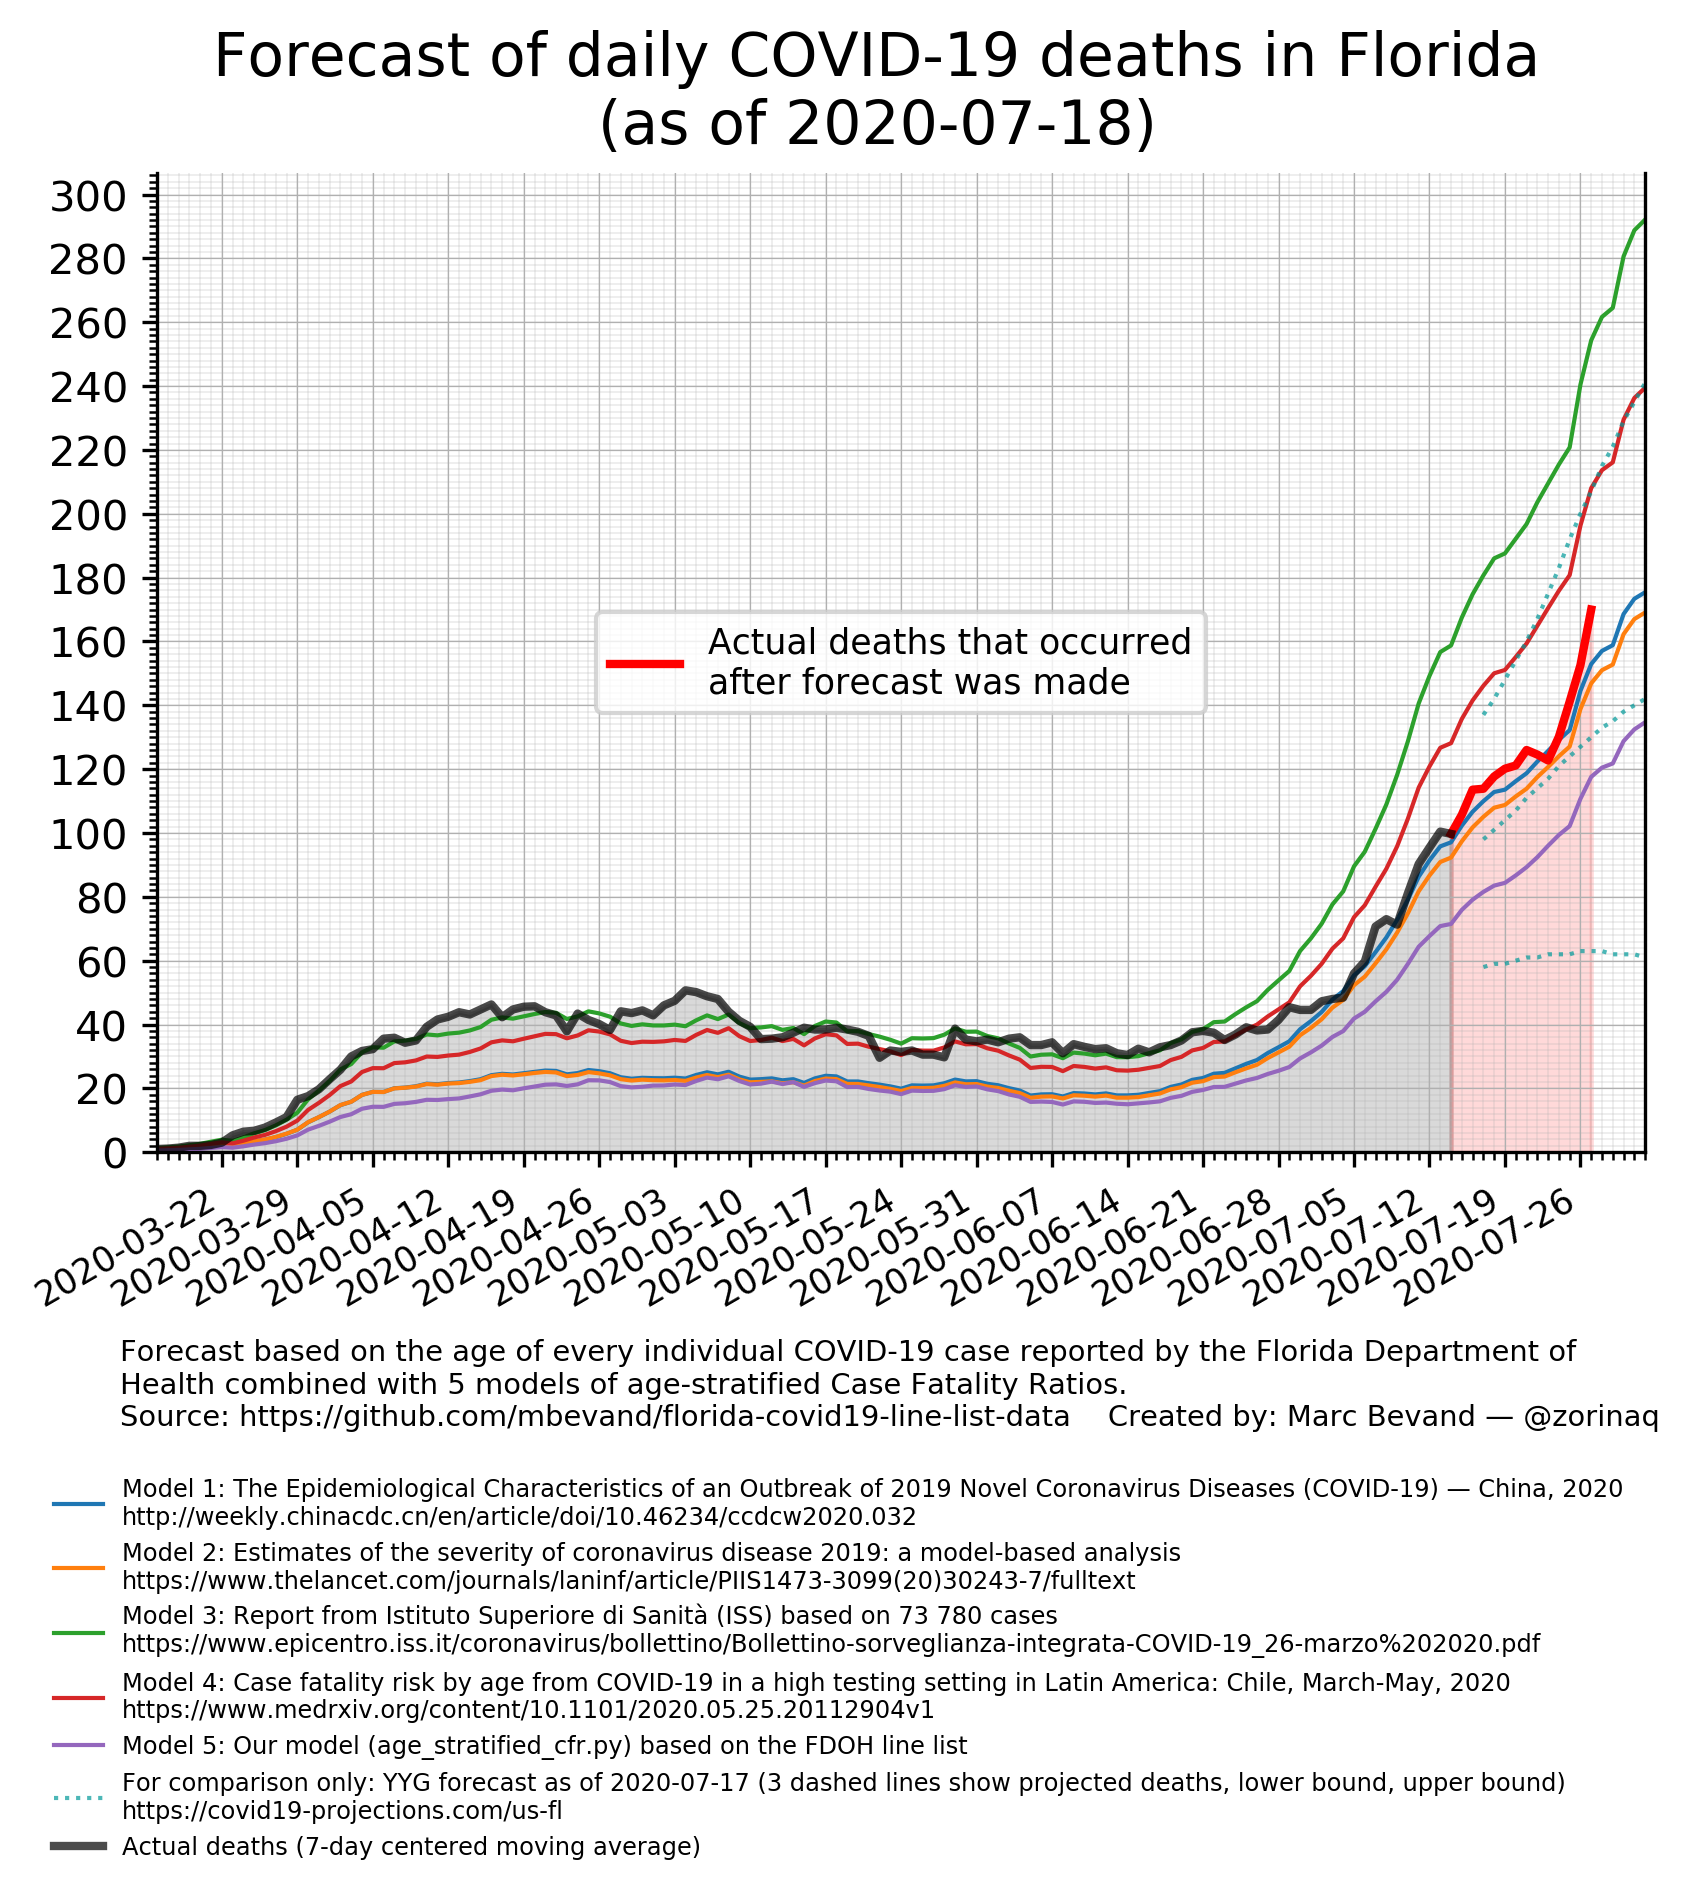 Forecast of daily COVID-19 deaths in Florida
(as of 2020-07-18)
300
280
260
240
220
200
180
160
140
120
100
80
60
40
20
0
Actual deaths that occurred
after forecast was made
2020-03-22
2020-03-29
2020-04-05
2020-04-12
2020-04-19
2020-04-26
2020-05-03
2020-05-10
2020-05-17
2020-05-24
2020-05-31
2020-06-07
2020-06-14
2020-06-21
2020-06-28
2020-07-05
2020-07-12
2020-07-19
2020-07-26
Forecast based on the age of every individual COVID-19 case reported by the Florida Department of
Health combined with 5 models of age-stratified Case Fatality Ratios.
Source: https://github.com/mbevand/florida-covid19-line-list-data    Created by: Marc Bevand — @zorinaq
Model 1: The Epidemiological Characteristics of an Outbreak of 2019 Novel Coronavirus Diseases (COVID-19) — China, 2020
http://weekly.chinacdc.cn/en/article/doi/10.46234/ccdcw2020.032
Model 2: Estimates of the severity of coronavirus disease 2019: a model-based analysis
https://www.thelancet.com/journals/laninf/article/PIIS1473-3099(20)30243-7/fulltext
Model 3: Report from Istituto Superiore di Sanità (ISS) based on 73 780 cases
https://www.epicentro.iss.it/coronavirus/bollettino/Bollettino-sorveglianza-integrata-COVID-19_26-marzo%202020.pdf
Model 4: Case fatality risk by age from COVID-19 in a high testing setting in Latin America: Chile, March-May, 2020
https://www.medrxiv.org/content/10.1101/2020.05.25.20112904v1
Model 5: Our model (age_stratified_cfr.py) based on the FDOH line list
For comparison only: YYG forecast as of 2020-07-17 (3 dashed lines show projected deaths, lower bound, upper bound)
https://covid19-projections.com/us-fl
Actual deaths (7-day centered moving average)